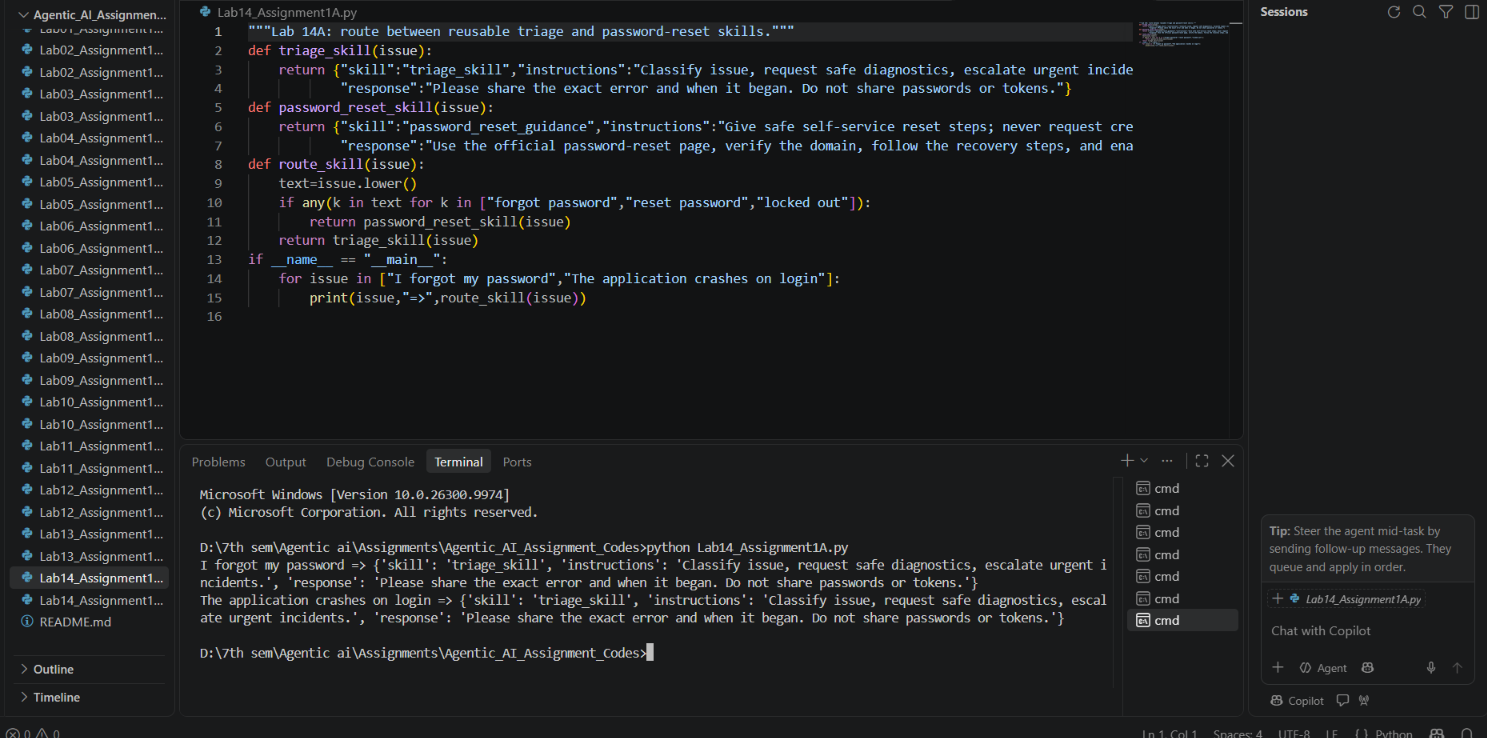 Agentic_AI_Assignmen...
Lab01_Assignment1...
Lab02_Assignment1...
Lab02_Assignment1...
Lab03_Assignment1...
Lab03_Assignment1...
Lab04_Assignment1...
Lab04_Assignment1...
Lab05_Assignment1...
Lab05_Assignment1...
Lab06_Assignment1...
Lab06_Assignment1...
Lab07_Assignment1...
Lab07_Assignment1...
Lab08_Assignment1...
Lab08_Assignment1...
Lab09_Assignment1...
Lab09_Assignment1...
Lab10_Assignment1...
Lab10_Assignment1...
Lab11_Assignment1...
Lab11_Assignment1...
Lab12_Assignment1...
Lab12_Assignment1...
Lab13_Assignment1...
Lab13_Assignment1...
Lab14_Assignment1...
Lab14_Assignment1...
README.md
Outline
Timeline
Lab14_Assignment1A.py
1 """Lab 14A: route between reusable triage and password-reset skills."""
2 def triage_skill(issue):
3 return {"skill":"triage_skill","instructions":"Classify issue, request safe diagnostics, escalate urgent incide
4 "response":"Please share the exact error and when it began. Do not share passwords or tokens."}
5 def password_reset_skill(issue):
6 return {"skill":"password_reset_guidance","instructions":"Give safe self-service reset steps; never request cre
7 "response":"Use the official password-reset page, verify the domain, follow the recovery steps, and ena
8 def route_skill(issue):
9 text=issue.lower()
10 if any(k in text for k in ["forgot password","reset password","locked out"]):
11 return password_reset_skill(issue)
12 return triage_skill(issue)
13 if __name__ == "__main__":
14 for issue in ["I forgot my password","The application crashes on login"]:
15 print(issue,"=>",route_skill(issue))
16
Problems Output Debug Console Terminal Ports
Microsoft Windows [Version 10.0.26300.9974]
(c) Microsoft Corporation. All rights reserved.
D:\7th sem\Agentic ai\Assignments\Agentic_AI_Assignment_Codes>python Lab14_Assignment1A.py
I forgot my password => {'skill': 'triage_skill', 'instructions': 'Classify issue, request safe diagnostics, escalate urgent i
ncidents.', 'response': 'Please share the exact error and when it began. Do not share passwords or tokens.'}
The application crashes on login => {'skill': 'triage_skill', 'instructions': 'Classify issue, request safe diagnostics, escal
ate urgent incidents.', 'response': 'Please share the exact error and when it began. Do not share passwords or tokens.'}
D:\7th sem\Agentic ai\Assignments\Agentic_AI_Assignment_Codes>
cmd
cmd
cmd
cmd
cmd
cmd
cmd
Sessions
Tip: Steer the agent mid-task by
sending follow-up messages. They
queue and apply in order.
Lab14_Assignment1A.py
Chat with Copilot
Agent
Copilot
0 0
Ln 1, Col 1 Spaces: 4 UTF-8 LF {} Python